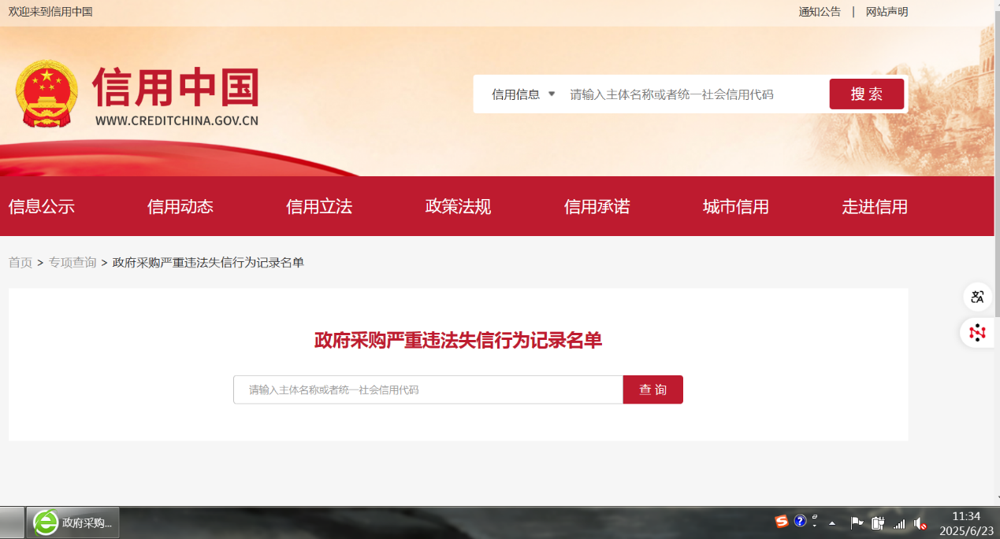 欢迎来到信用中国
通知公告 | 网站声明
信用中国
WWW.CREDITCHINA.GOV.CN
信用信息 请输入主体名称或者统一社会信用代码 搜 索
信息公示 信用动态 信用立法 政策法规 信用承诺 城市信用 走进信用
首页 > 专项查询 > 政府采购严重违法失信行为记录名单
政府采购严重违法失信行为记录名单
请输入主体名称或者统一社会信用代码 查 询
政府采购...
11:34
2025/6/23